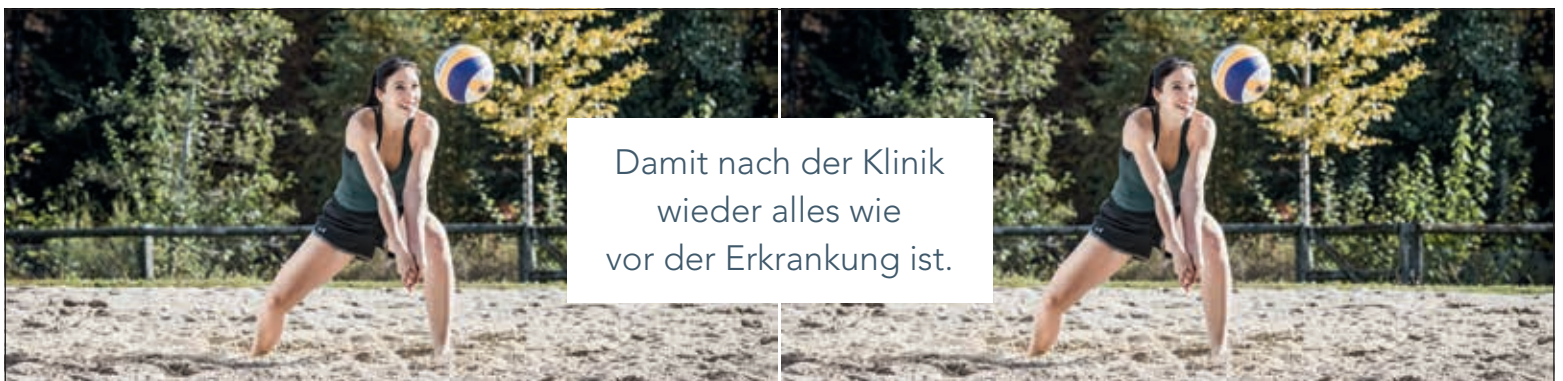 Damit nach der Klinik
wieder alles wie
vor der Erkrankung ist.